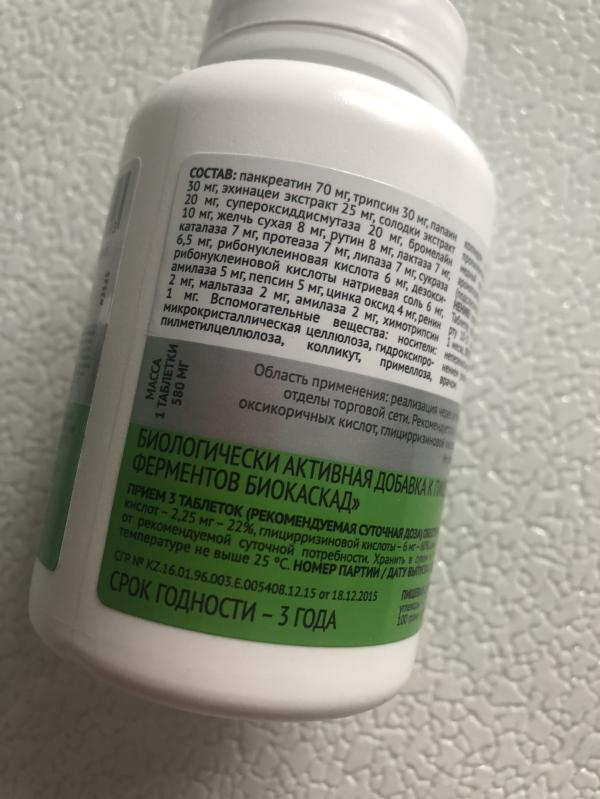 СОСТАВ: панкреатин 70 мг, трипсин 30 мг, папаин
30 мг, эхинацеи экстракт 25 мг, солодки экстракт
20 мг, супероксиддисмутаза 20 мг, бромелайн
10 мг, желчь сухая 8 мг, рутин 8 мг, лактаза 7 мг,
каталаза 7 мг, протеаза 7 мг, липаза 7 мг, сукраза
6,5 мг, рибонуклеиновая кислота 6 мг, дезокси-
рибонуклеиновой кислоты натриевая соль 6 мг,
амилаза 5 мг, пепсин 5 мг, цинка оксид 4 мг, ренин
2 мг, мальтаза 2 мг, амилаза 2 мг, химотрипсин
1 мг. Вспомогательные вещества: носители:
микрокристаллическая целлюлоза, гидроксипро-
пилметилцеллюлоза, колликут, примеллоза,
МАССА
1 ТАБЛЕТКИ
580 МГ
Область применения: реализация через
отделы торговой сети.
оксикоричных кислот, глицирризиновой
БИОЛОГИЧЕСКИ АКТИВНАЯ ДОБАВКА К
ФЕРМЕНТОВ БИОКАСКАД»
ПРИЕМ 3 ТАБЛЕТОК (РЕКОМЕНДУЕМАЯ СУТОЧНАЯ ДОЗА)
кислот – 2,25 мг – 22%, глицирризиновой кислоты – 6 мг – 60%
от рекомендуемой суточной потребности. Хранить в
температуре не выше 25 °С. НОМЕР ПАРТИИ / ДАТУ
СГР № KZ.16.01.96.003.E.005408.12.15 от 18.12.2015
СРОК ГОДНОСТИ – 3 ГОДА